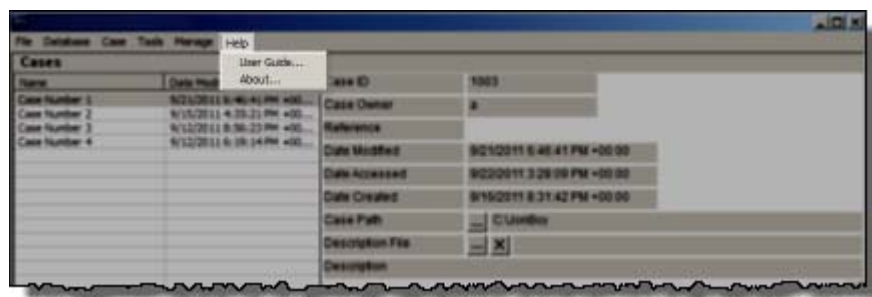 File Database Case Tools Manage Help
User Guide...
About...
Cases
Name Date
Case Number 1 9/21/2011 6:46:41 PM +00...
Case Number 2 9/15/2011 4:33:21 PM +00...
Case Number 3 9/12/2011 8:56:23 PM +00...
Case Number 4 9/12/2011 6:19:14 PM +00...
Case ID 1003
Case Owner a
Reference
Date Modified 9/21/2011 6:46:41 PM +00:00
Date Accessed 9/22/2011 3:28:09 PM +00:00
Date Created 9/15/2011 8:31:42 PM +00:00
Case Path ...
Description File ... X
Description